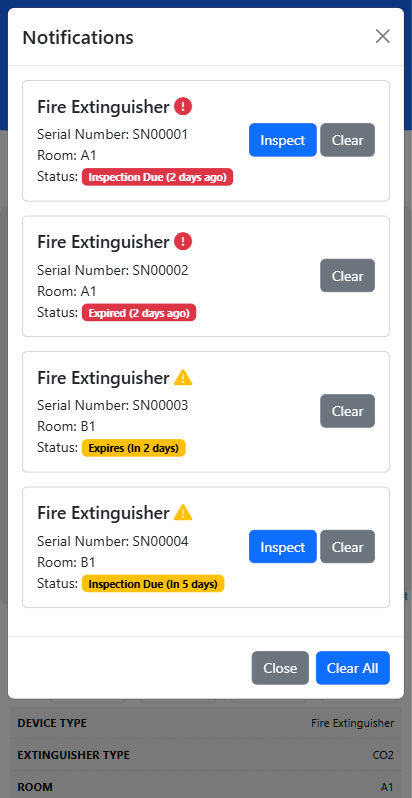 Notifications
Fire Extinguisher
Serial Number: SN00001
Room: A1
Status: Inspection Due (2 days ago)
Inspect Clear
Fire Extinguisher
Serial Number: SN00002
Room: A1
Status: Expired (2 days ago)
Clear
Fire Extinguisher
Serial Number: SN00003
Room: B1
Status: Expires (In 2 days)
Clear
Fire Extinguisher
Serial Number: SN00004
Room: B1
Status: Inspection Due (In 5 days)
Inspect Clear
Close Clear All
DEVICE TYPE Fire Extinguisher
EXTINGUISHER TYPE CO2
ROOM A1